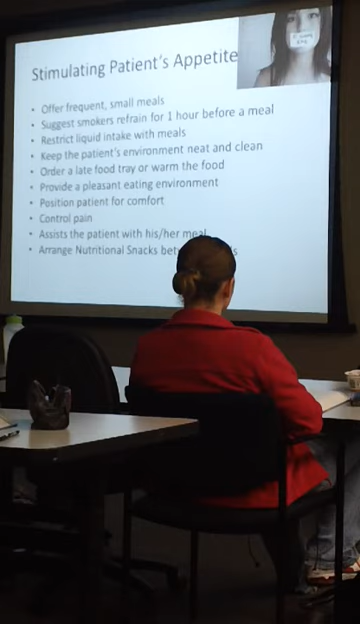 Stimulating Patient's Appetite
• Offer frequent, small meals
• Suggest smokers refrain for 1 hour before a meal
• Restrict liquid intake with meals
• Keep the patient's environment neat and clean
• Order a late food tray or warm the food
• Provide a pleasant eating environment
• Position patient for comfort
• Control pain
• Assists the patient with his/her meal
• Arrange Nutritional Snacks